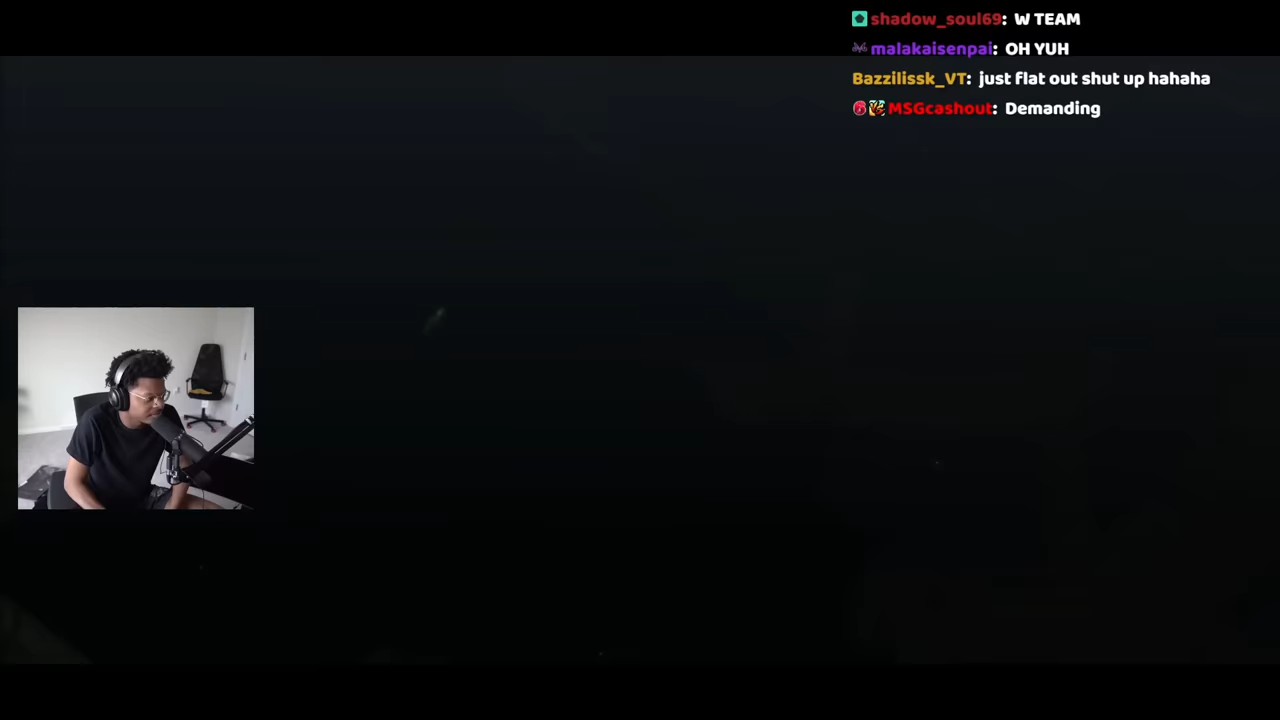 shadow_soul69: W TEAM
malakaisenpai: OH YUH
Bazzilissk_VT: just flat out shut up hahaha
MSGcashout: Demanding